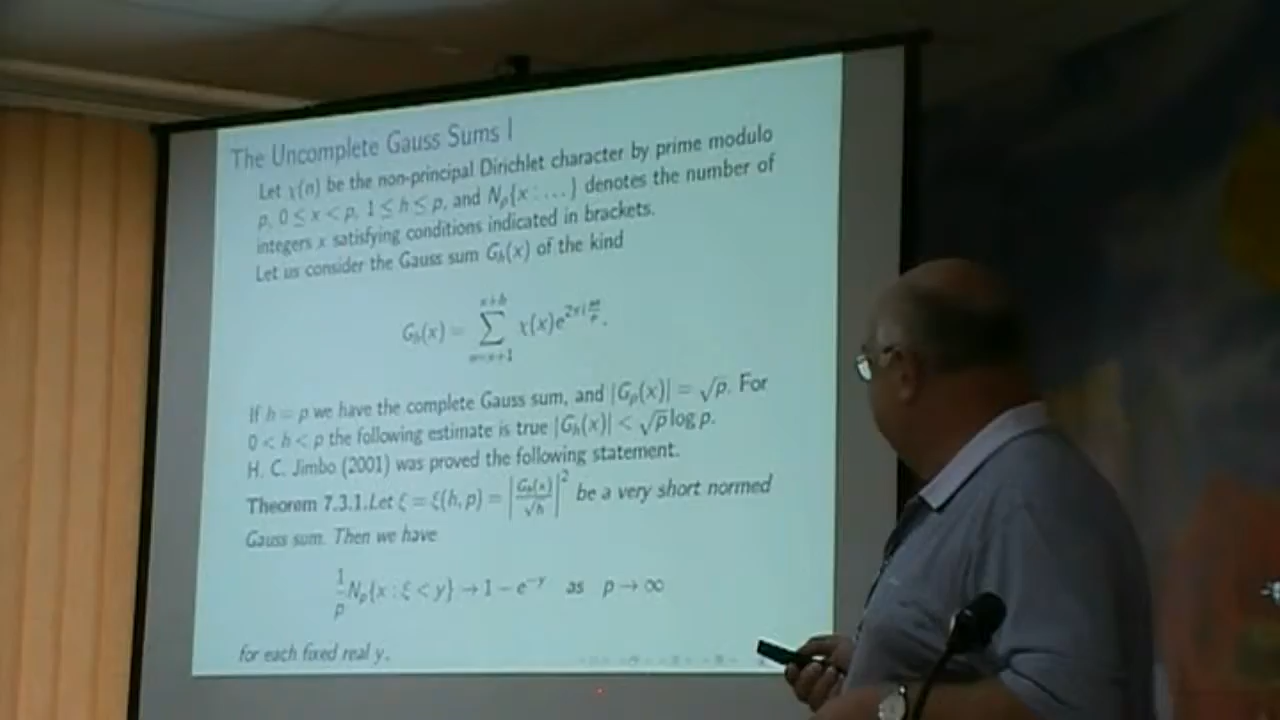 The Uncomplete Gauss Sums I
Let χ(n) be the non-principal Dirichlet character by prime modulo
p, 0 ≤ x < p, 1 ≤ h ≤ p, and N_p{x : ...} denotes the number of
integers x satisfying conditions indicated in brackets.
Let us consider the Gauss sum G_h(x) of the kind
G_h(x) = ∑_{m=x+1}^{x+h} χ(x)e^{2πi m/p}.
If h = p we have the complete Gauss sum, and |G_p(x)| = √p. For
0 < h < p the following estimate is true |G_h(x)| < √p log p.
H. C. Jimbo (2001) was proved the following statement.
Theorem 7.3.1. Let ξ = ξ(h, p) = |G_h(x)/√h|² be a very short normed
Gauss sum. Then we have
1/p N_p{x : ξ < y} → 1 − e^{−y} as p → ∞
for each fixed real y.